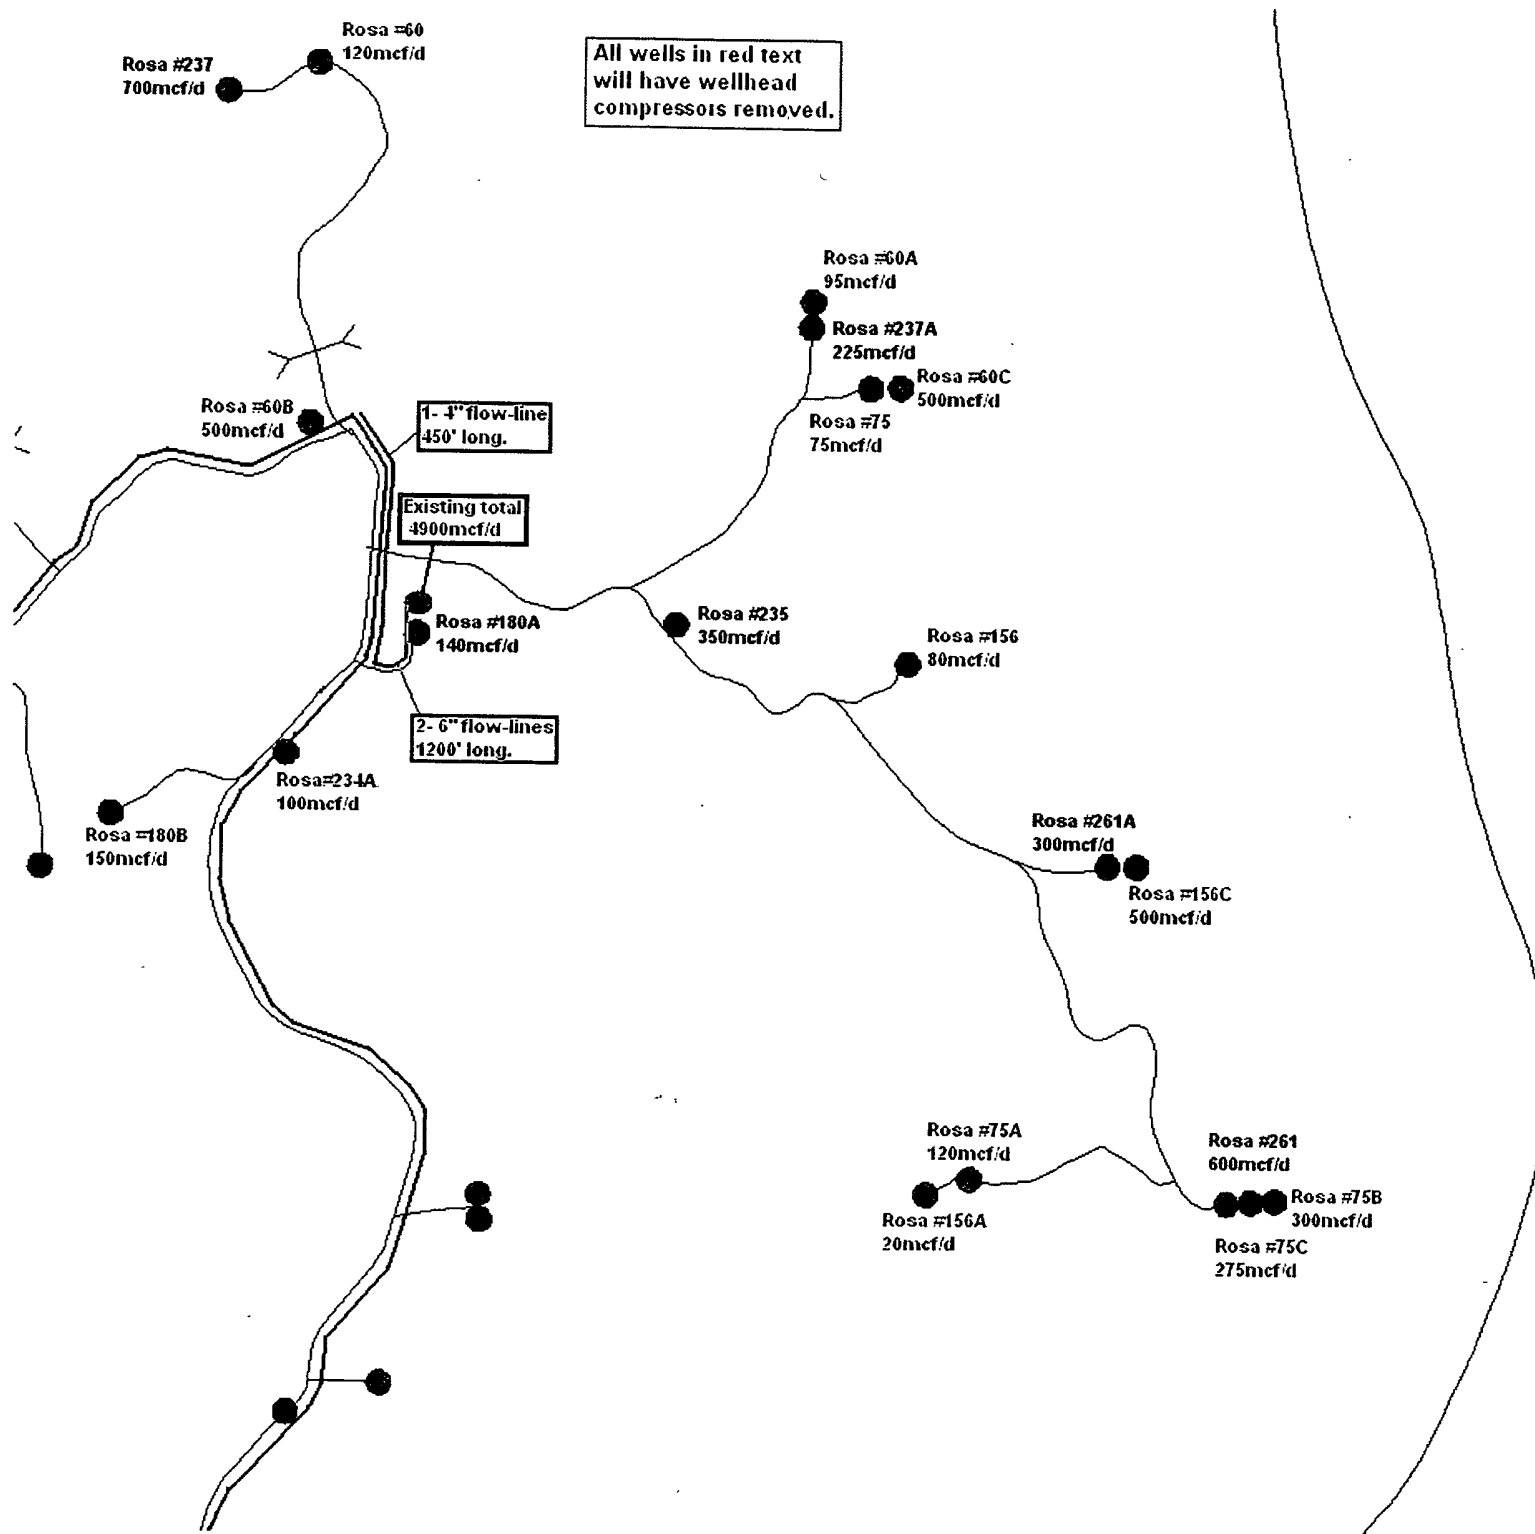 Rosa #60
120mcf/d
Rosa #237
700mcf/d
All wells in red text
will have wellhead
compressors removed.
Rosa #60A
95mcf/d
Rosa #237A
225mcf/d
Rosa #60C
500mcf/d
Rosa #75
75mcf/d
Rosa #60B
500mcf/d
1- 4" flow-line
450' long.
Existing total
4900mcf/d
Rosa #180A
140mcf/d
Rosa #235
350mcf/d
Rosa #156
80mcf/d
2- 6" flow-lines
1200' long.
Rosa#234A
100mcf/d
Rosa #180B
150mcf/d
Rosa #261A
300mcf/d
Rosa #156C
500mcf/d
Rosa #75A
120mcf/d
Rosa #156A
20mcf/d
Rosa #261
600mcf/d
Rosa #75B
300mcf/d
Rosa #75C
275mcf/d